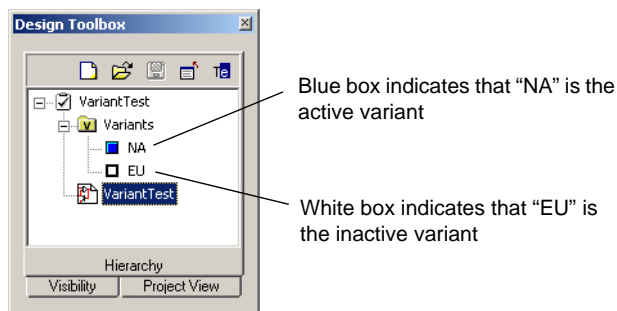 Design Toolbox
Te
VariantTest
V Variants
NA
EU
VariantTest
Hierarchy
Visibility
Project View
Blue box indicates that “NA” is the
active variant
White box indicates that “EU” is
the inactive variant